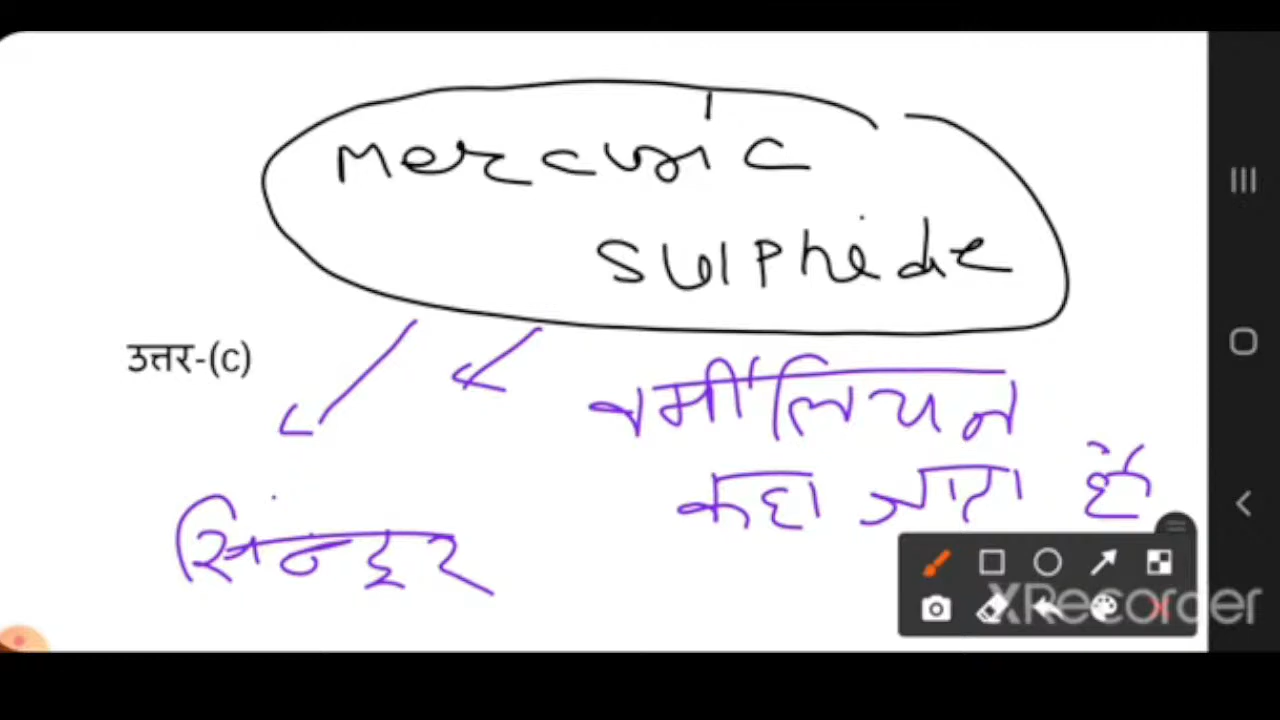 Mercuric
sulphide
उत्तर-(c)
वर्मीलियन
कहा जाता है
सिन्दूर
XRecorder